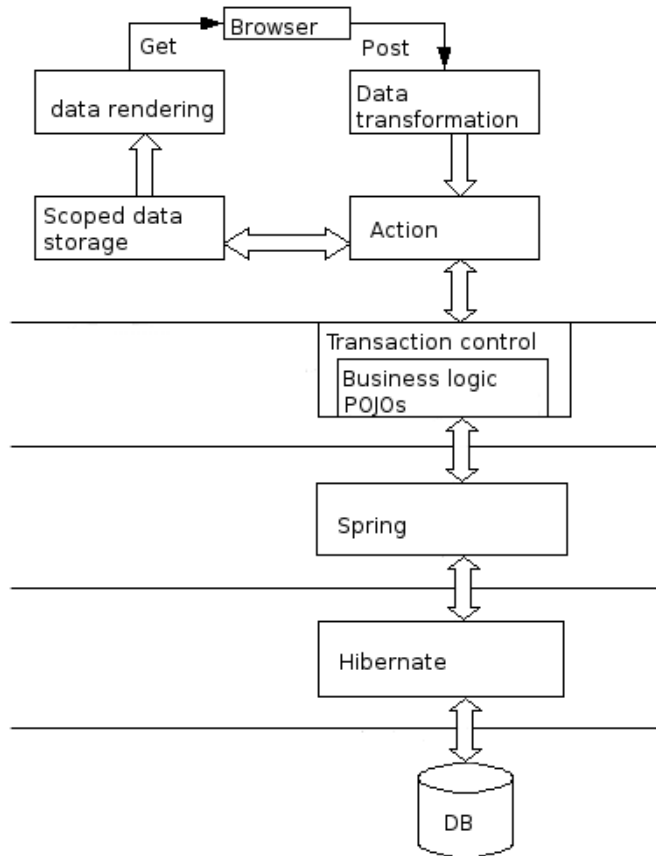 Browser
Get
Post
data rendering
Data
transformation
Scoped data
storage
Action
Transaction control
Business logic
POJOs
Spring
Hibernate
DB